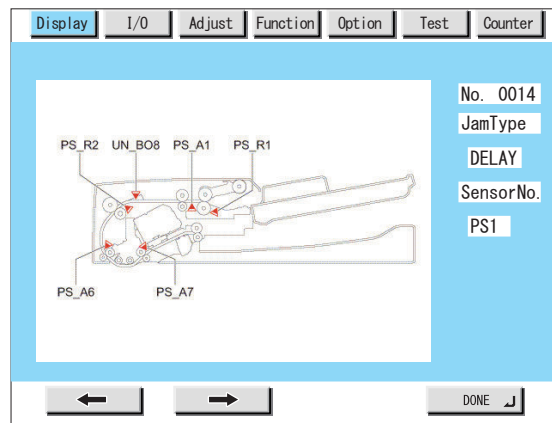 Display I/O Adjust Function Option Test Counter
No. 0014
JamType
DELAY
SensorNo.
PS1
PS_R2 UN_BO8 PS_A1 PS_R1
PS_A6 PS_A7
DONE